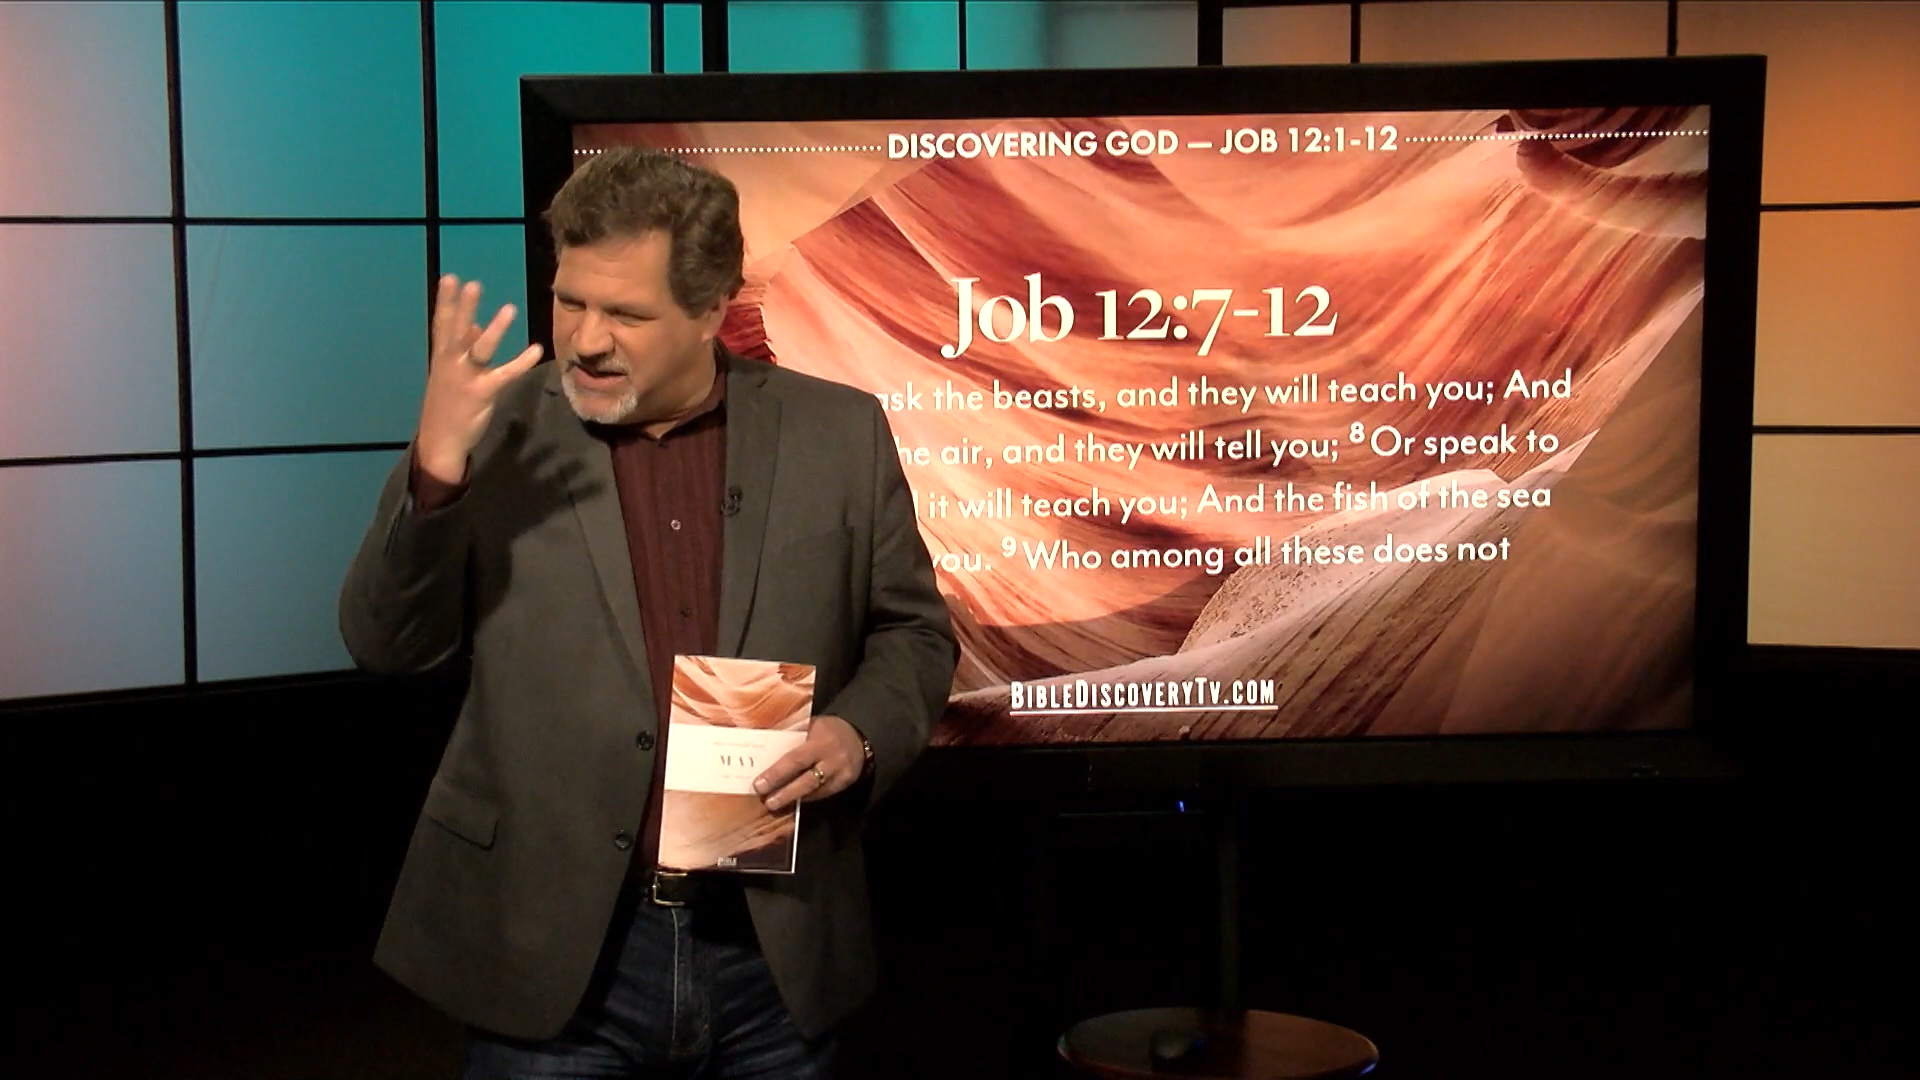 DISCOVERING GOD — JOB 12:1-12
Job 12:7-12
ask the beasts, and they will teach you; And
he air, and they will tell you; 8 Or speak to
it will teach you; And the fish of the sea
you. 9 Who among all these does not
BIBLEDISCOVERYTV.COM
MAY
BIBLE